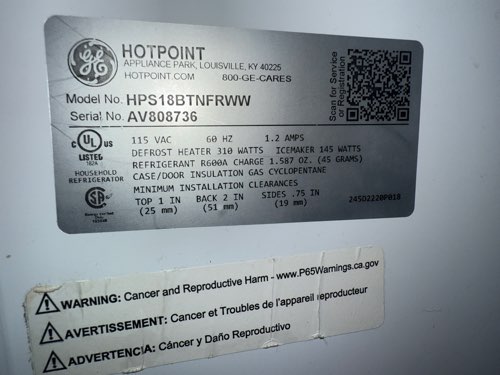 GE
HOTPOINT
APPLIANCE PARK, LOUISVILLE, KY 40225
HOTPOINT.COM 800-GE-CARES
Scan for Service
or Registration
Model No. HPS18BTNFRWW
Serial No. AV808736
115 VAC 60 HZ 1.2 AMPS
DEFROST HEATER 310 WATTS ICEMAKER 145 WATTS
REFRIGERANT R600A CHARGE 1.587 OZ. (45 GRAMS)
CASE/DOOR INSULATION GAS CYCLOPENTANE
MINIMUM INSTALLATION CLEARANCES
TOP 1 IN BACK 2 IN SIDES .75 IN
(25 mm) (51 mm) (19 mm)
245D2220P018
c UL US
LISTED
HOUSEHOLD
REFRIGERATOR
WARNING: Cancer and Reproductive Harm - www.P65Warnings.ca.gov
AVERTISSEMENT: Cancer et Troubles de l'appareil reproducteur
ADVERTENCIA: Cáncer y Daño Reproductivo